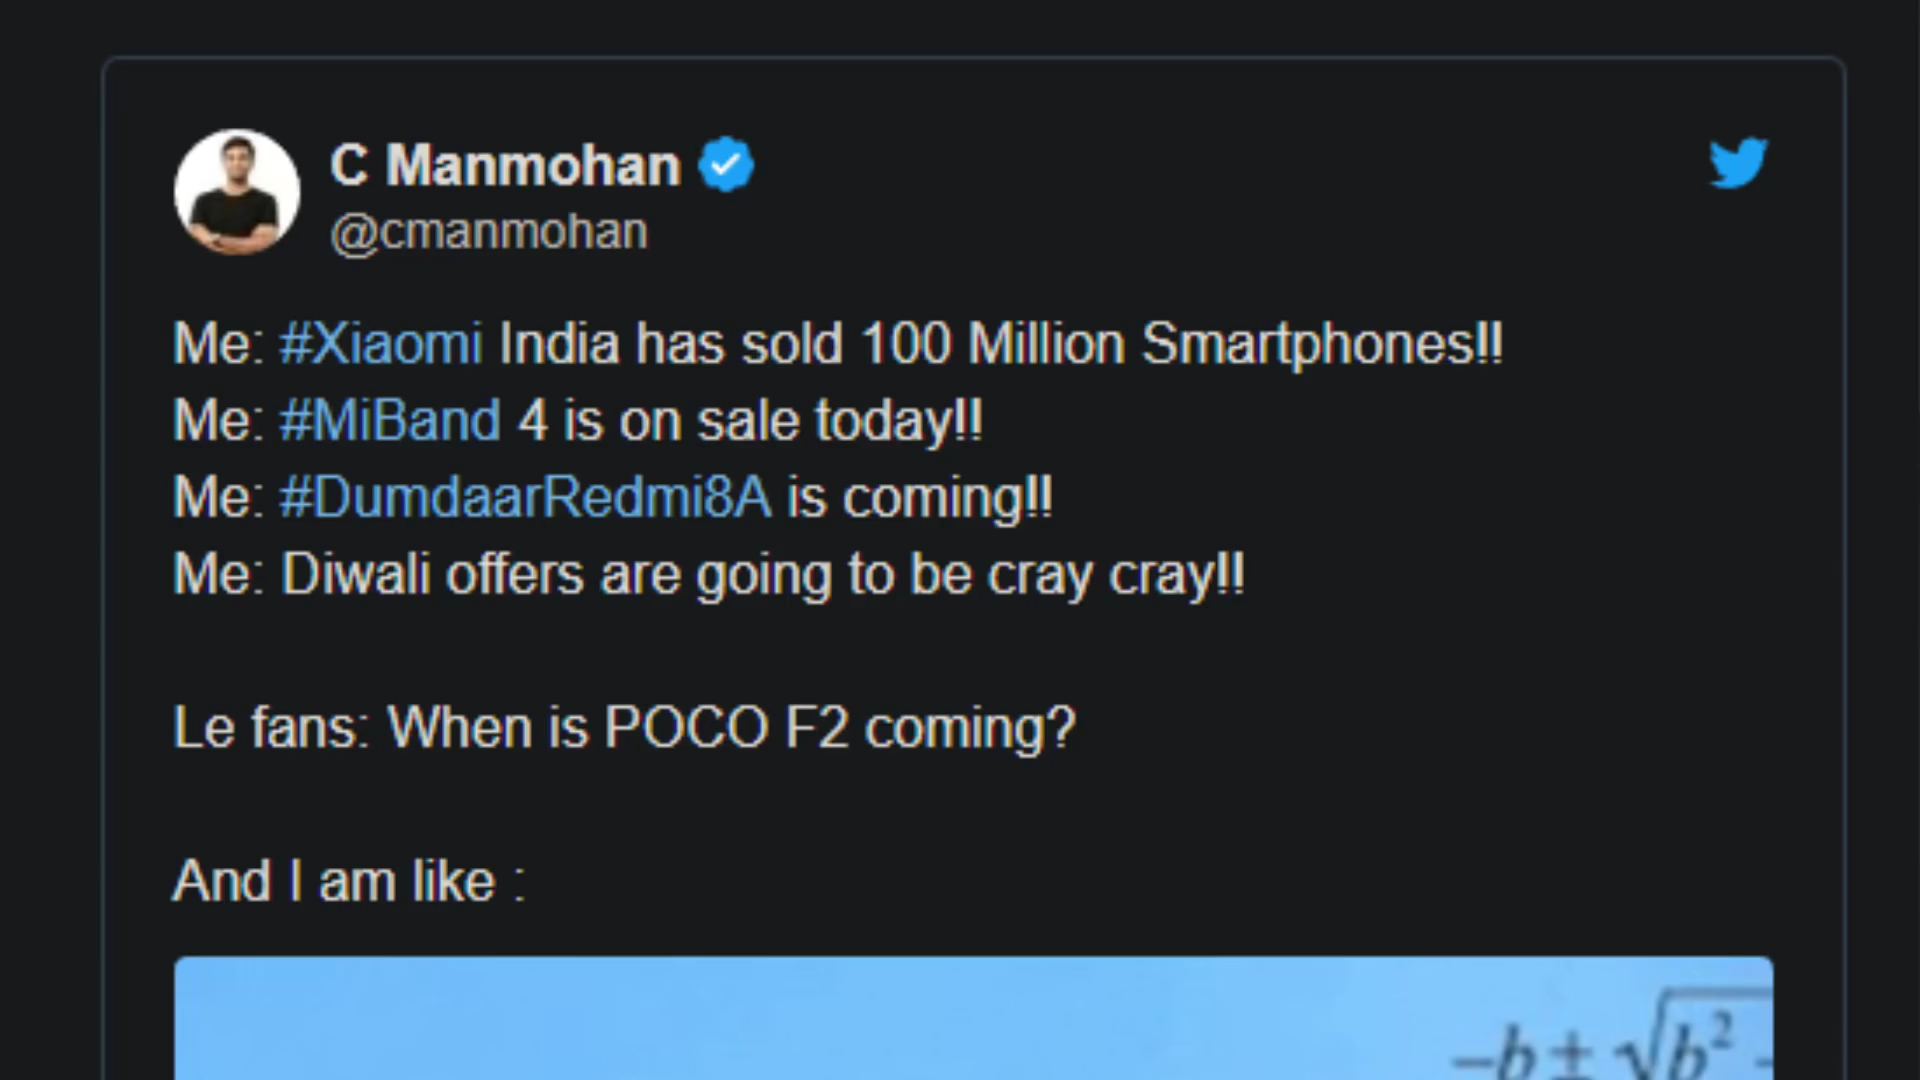 C Manmohan
@cmanmohan
Me: #Xiaomi India has sold 100 Million Smartphones!!
Me: #MiBand 4 is on sale today!!
Me: #DumdaarRedmi8A is coming!!
Me: Diwali offers are going to be cray cray!!
Le fans: When is POCO F2 coming?
And I am like :
−b ± √b² -